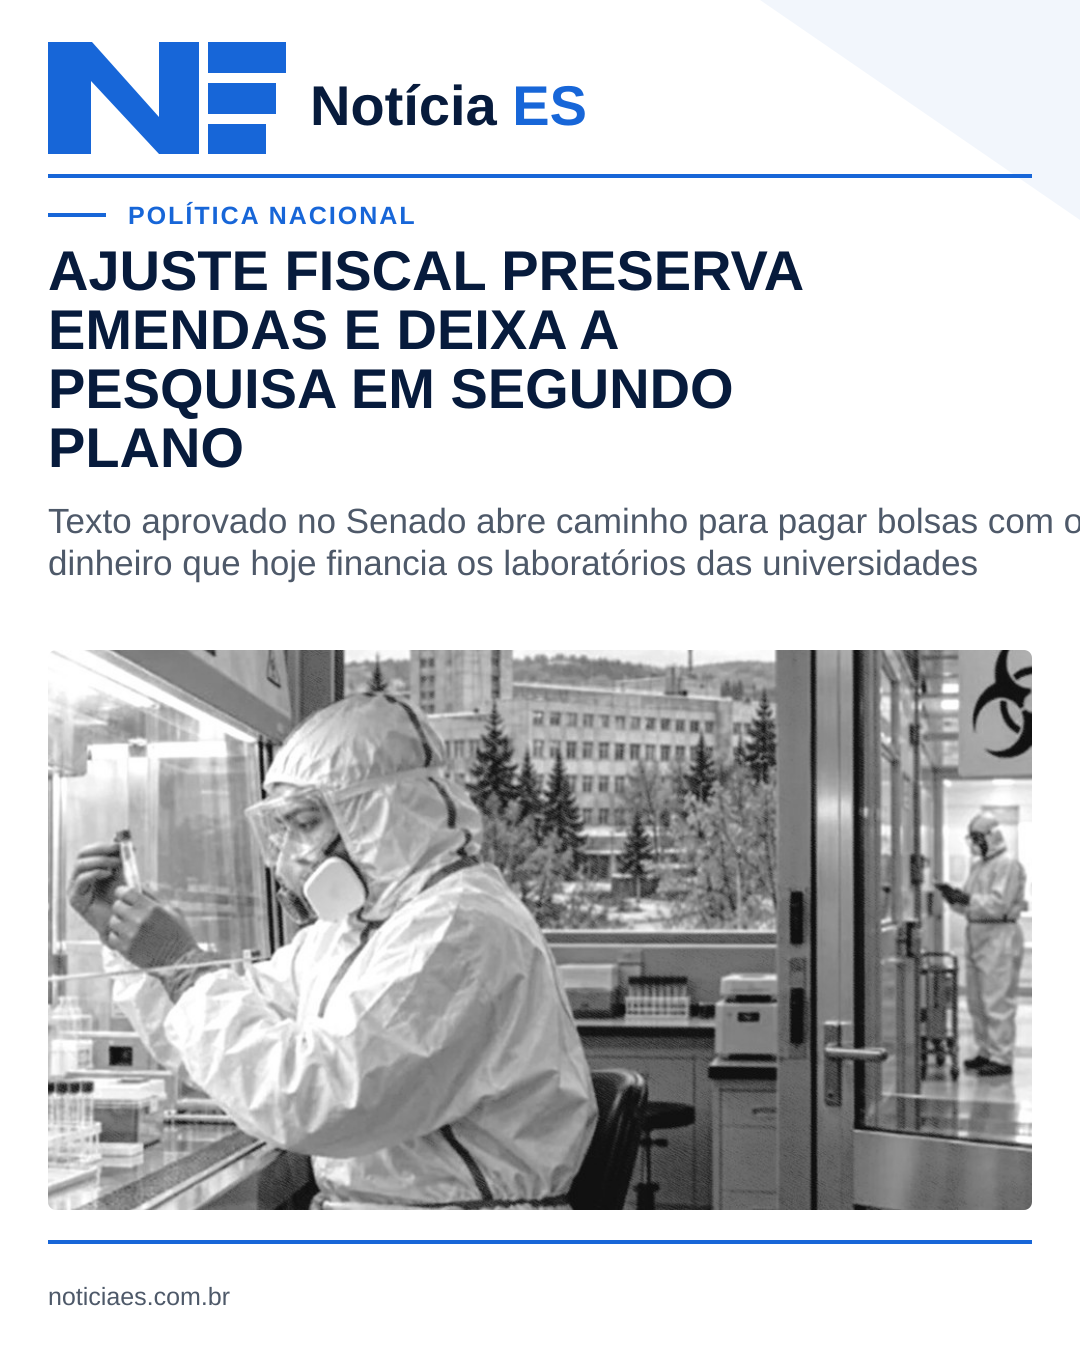 NE Notícia ES
POLÍTICA NACIONAL
AJUSTE FISCAL PRESERVA
EMENDAS E DEIXA A
PESQUISA EM SEGUNDO
PLANO
Texto aprovado no Senado abre caminho para pagar bolsas com o
dinheiro que hoje financia os laboratórios das universidades
noticiaes.com.br